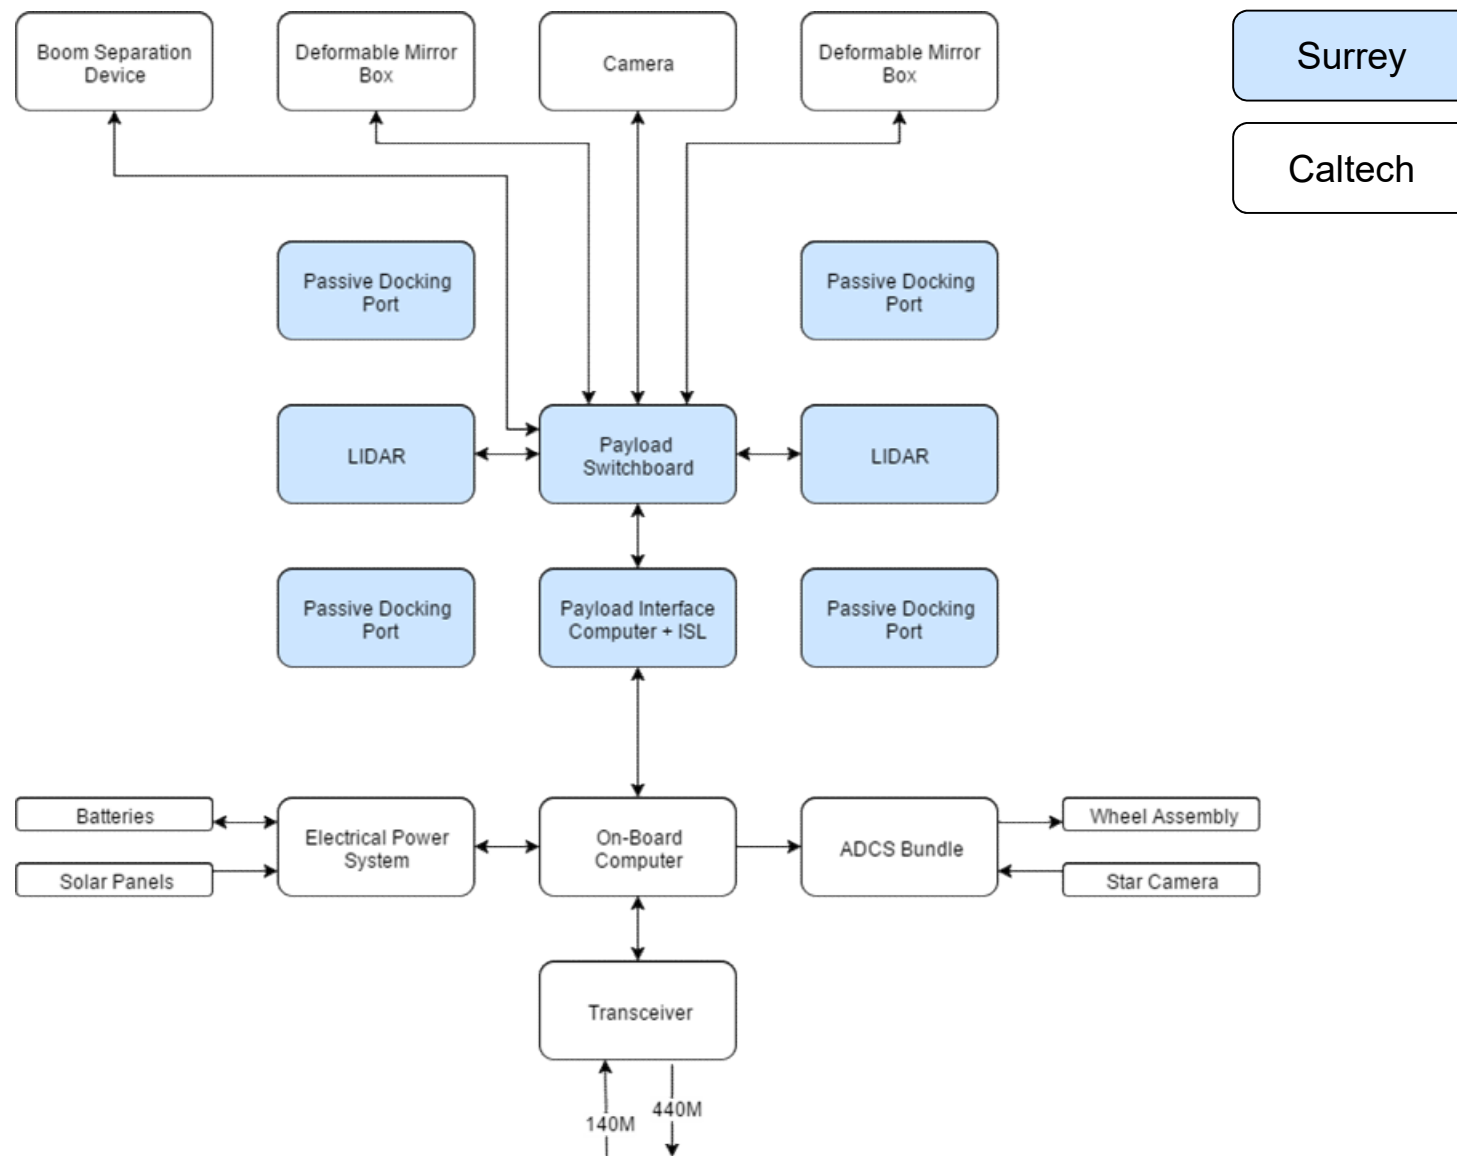 Boom Separation
Device
Deformable Mirror
Box
Camera
Deformable Mirror
Box
Surrey
Caltech
Passive Docking
Port
Passive Docking
Port
LIDAR
Payload
Switchboard
LIDAR
Passive Docking
Port
Payload Interface
Computer + ISL
Passive Docking
Port
Batteries
Solar Panels
Electrical Power
System
On-Board
Computer
ADCS Bundle
Wheel Assembly
Star Camera
Transceiver
140M
440M